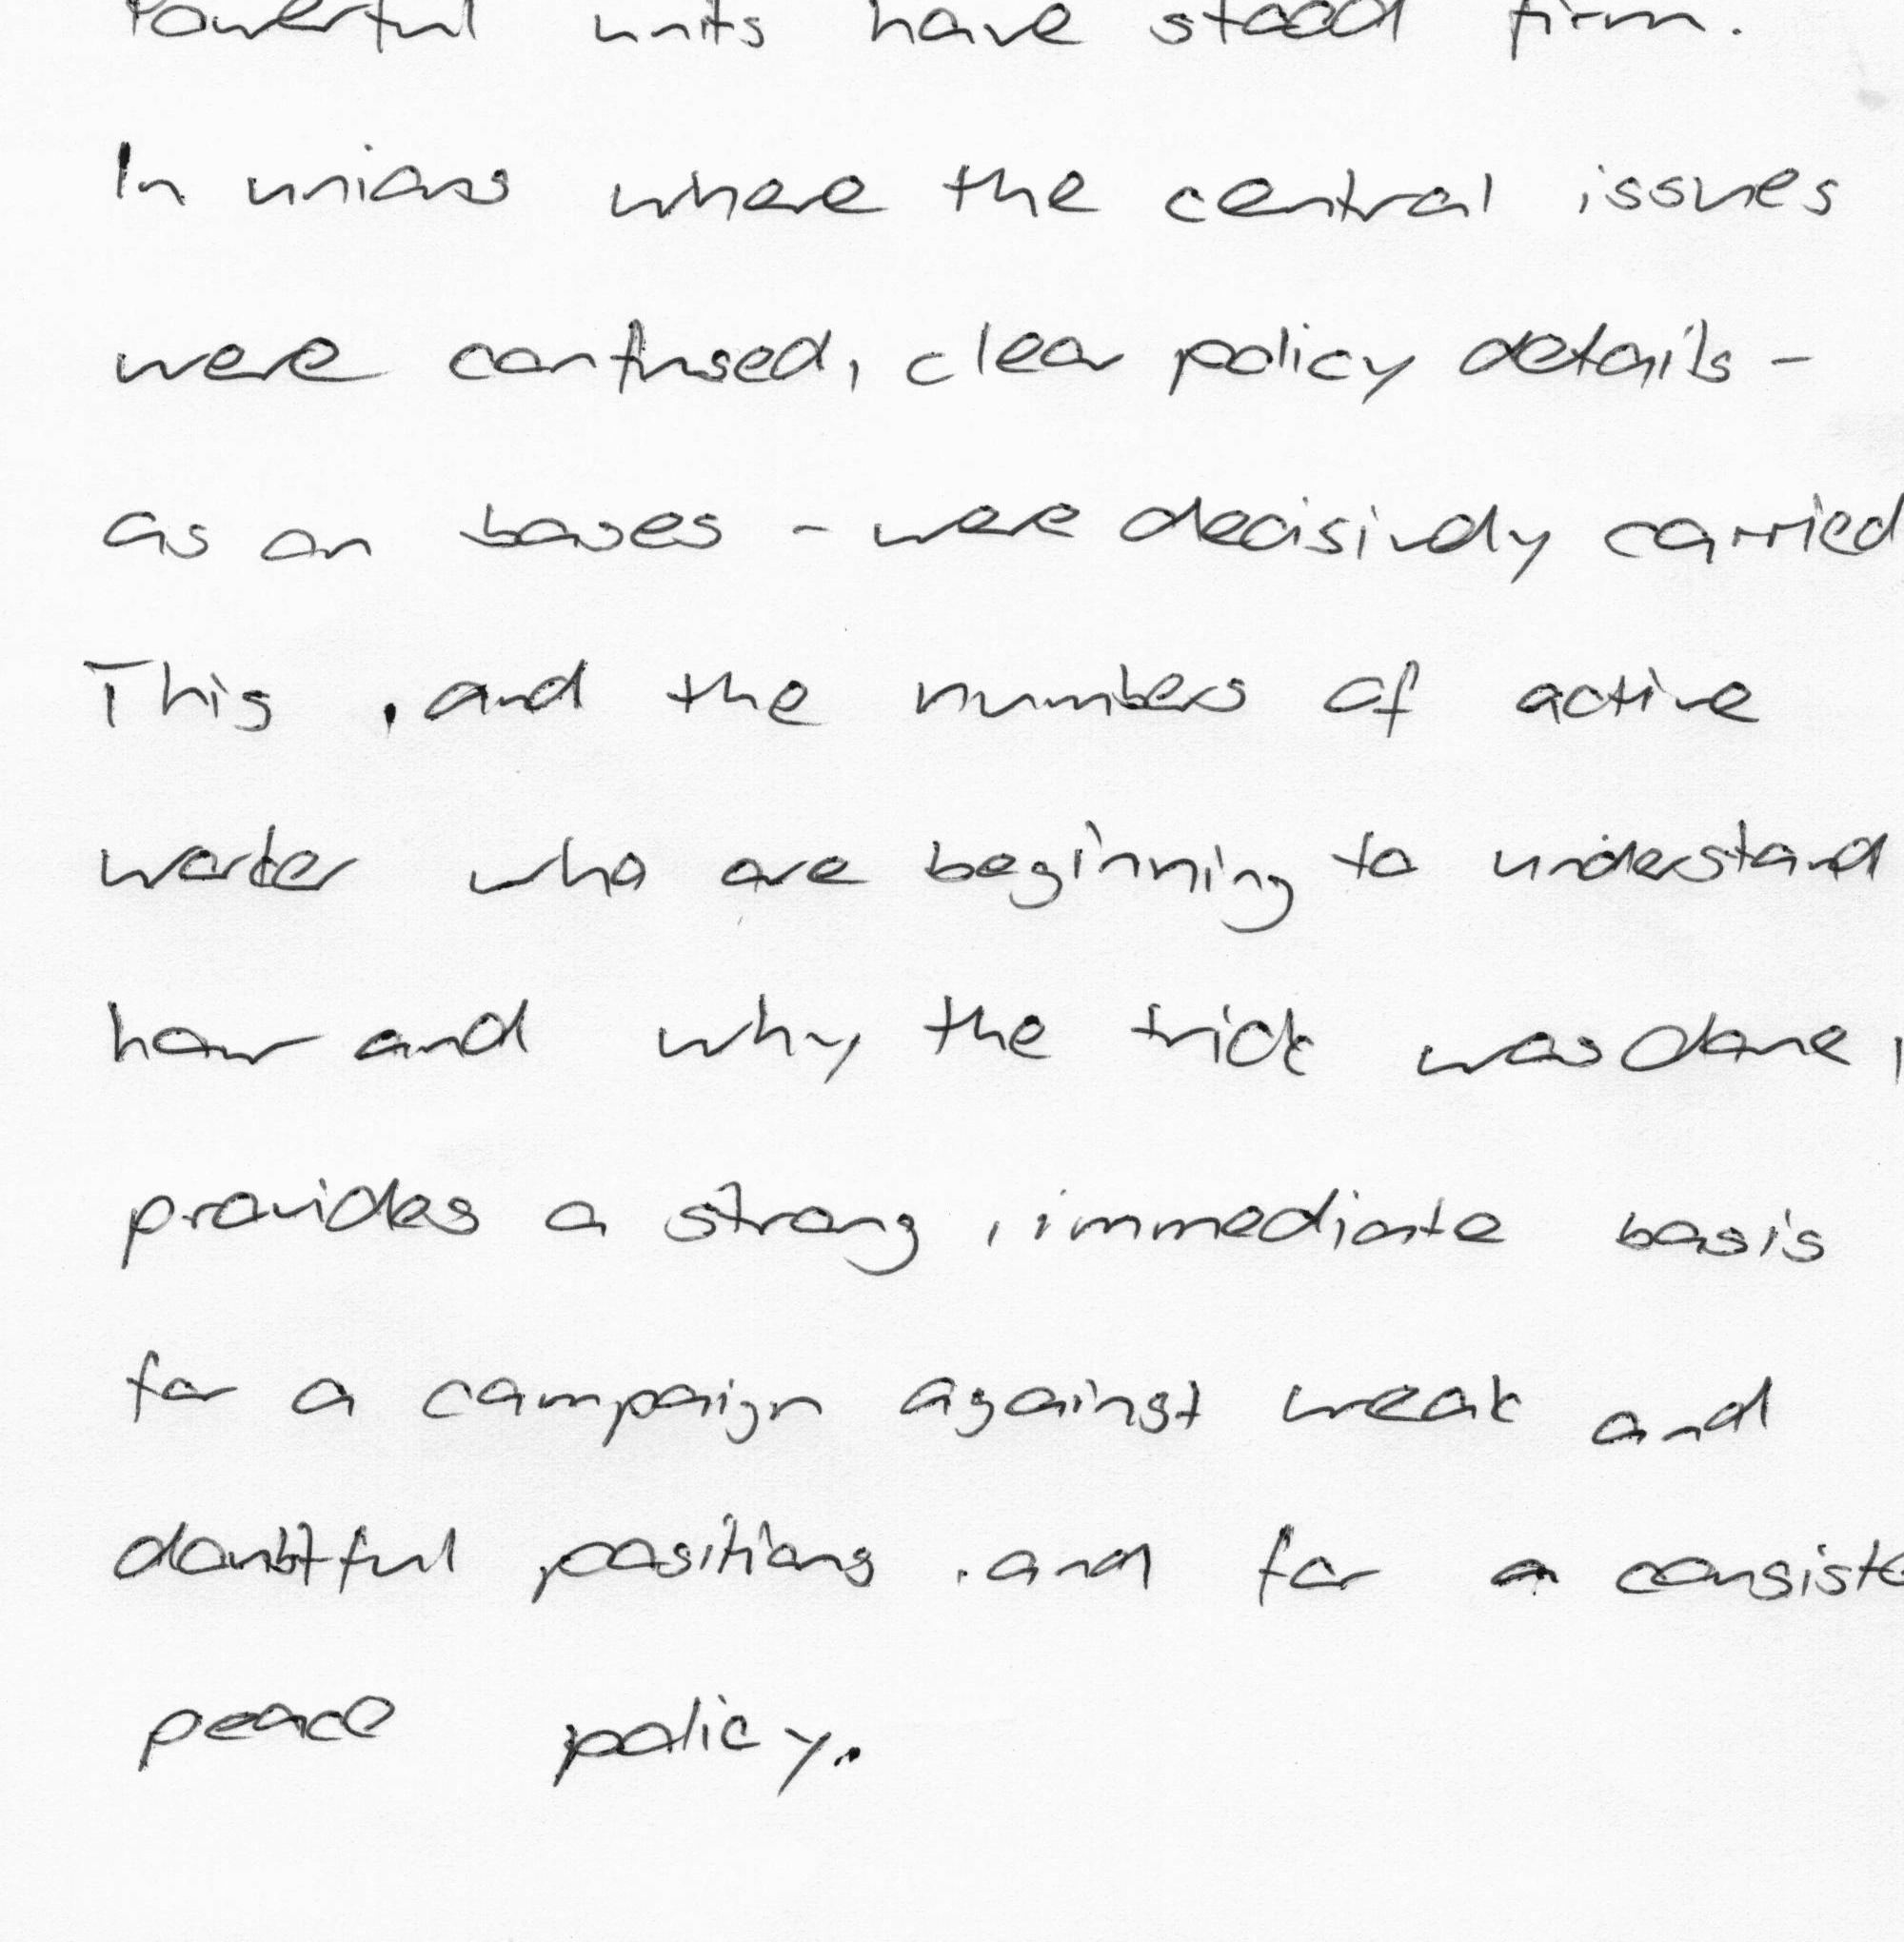 Powerful units have stood firm.
In unions where the central issues
were confused, clear policy details -
as on bases - were decisively carried
This , and the numbers of active
worker who are beginning to understand
how and why the trick was done,
provides a strong , immediate basis
for a campaign against weak and
doubtful positions , and for a consiste
peace policy.